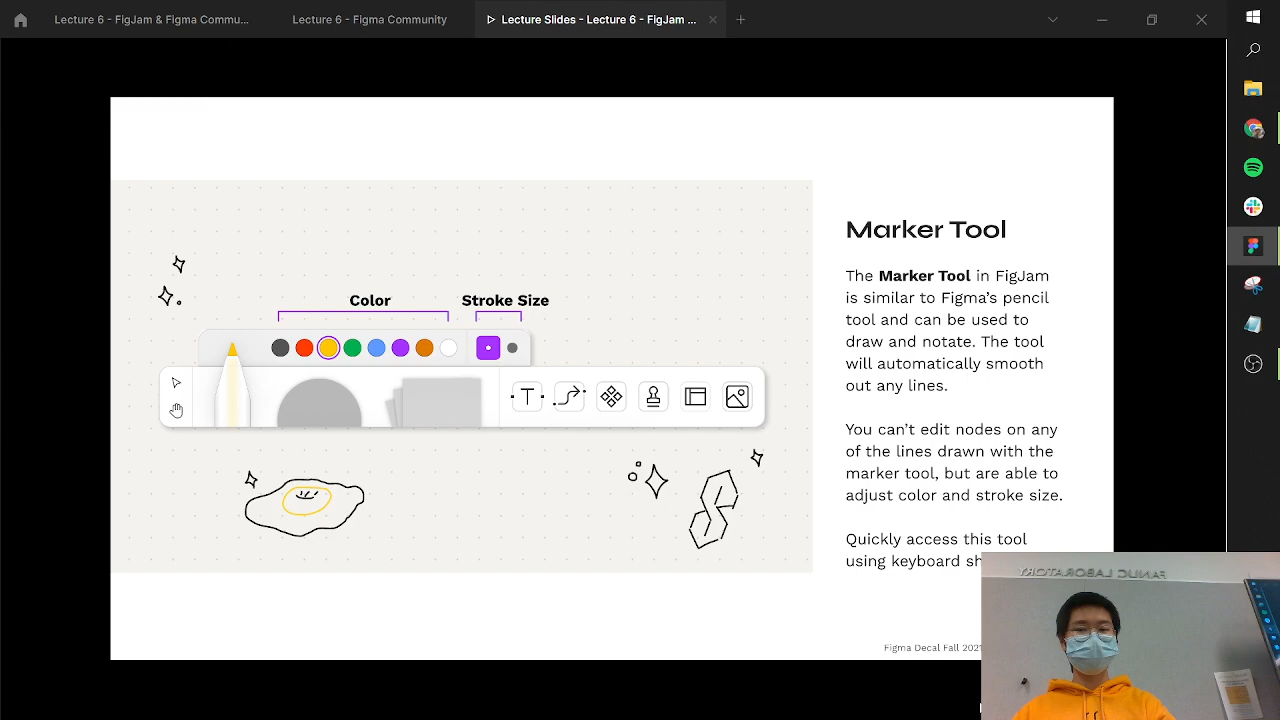 Lecture 6 - FigJam & Figma Commu...
Lecture 6 - Figma Community
Lecture Slides - Lecture 6 - FigJam ...
Color
Stroke Size
T
Marker Tool
The Marker Tool in FigJam
is similar to Figma's pencil
tool and can be used to
draw and notate. The tool
will automatically smooth
out any lines.
You can't edit nodes on any
of the lines drawn with the
marker tool, but are able to
adjust color and stroke size.
Quickly access this tool
using keyboard sh
Figma Decal Fall 2021
FANUC LABORATORY